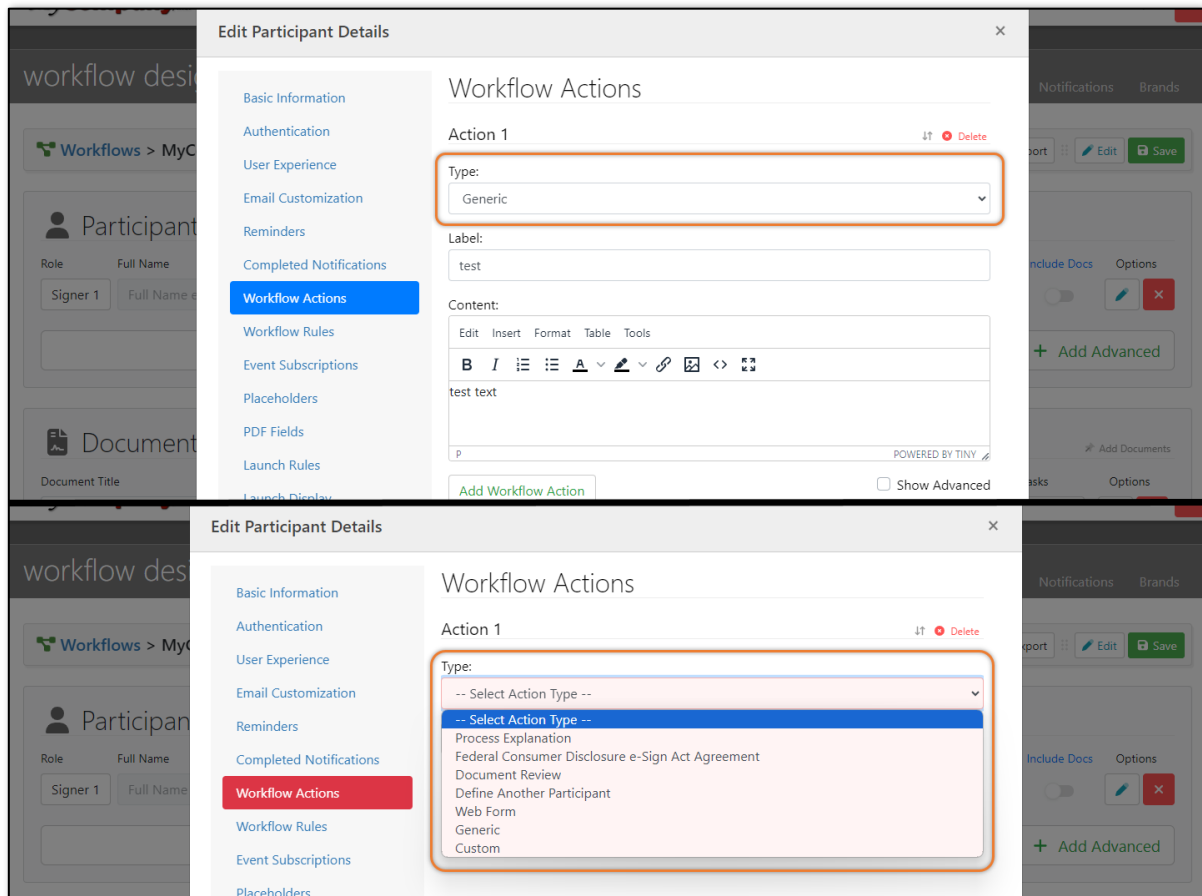 Edit Participant Details ×
workflow desi
Notifications Brands
Basic Information
Authentication
User Experience
Email Customization
Reminders
Completed Notifications
Workflow Actions
Workflow Rules
Event Subscriptions
Placeholders
PDF Fields
Launch Rules
Launch Display
Workflow Actions
Action 1 Delete
Type:
Generic
Label:
test
Content:
Edit Insert Format Table Tools
B I A
test text
P POWERED BY TINY
Add Workflow Action Show Advanced
Workflows > MyC
port Edit Save
Participant
Role Full Name
Signer 1 Full Name e
nclude Docs Options
+ Add Advanced
Document
Add Documents
Document Title
asks Options
Edit Participant Details ×
workflow des
Notifications Brands
Basic Information
Authentication
User Experience
Email Customization
Reminders
Completed Notifications
Workflow Actions
Workflow Rules
Event Subscriptions
Placeholders
Workflow Actions
Action 1 Delete
Type:
-- Select Action Type --
-- Select Action Type --
Process Explanation
Federal Consumer Disclosure e-Sign Act Agreement
Document Review
Define Another Participant
Web Form
Generic
Custom
Workflows > My
xport Edit Save
Participan
Role Full Name
Signer 1 Full Name
Include Docs Options
+ Add Advanced